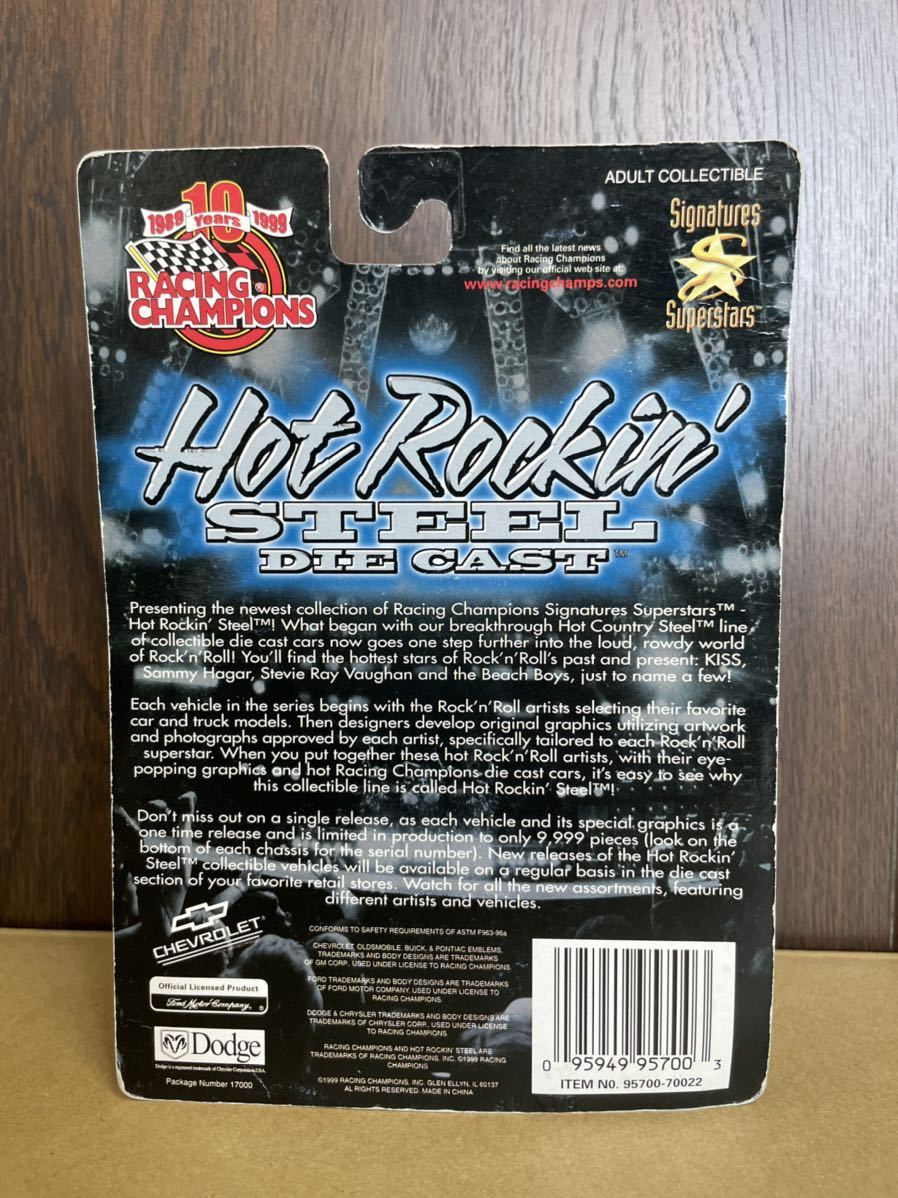 ADULT COLLECTIBLE
1989 10 Years 1999
RACING®
CHAMPIONS
Find all the latest news
about Racing Champions
by visiting our official web site at:
www.racingchamps.com
Signatures
SS
Superstars™
Hot Rockin'
STEEL
DIE CAST™
Presenting the newest collection of Racing Champions Signatures Superstars™ -
Hot Rockin' Steel™! What began with our breakthrough Hot Country Steel™ line
of collectible die cast cars now goes one step further into the loud, rowdy world
of Rock'n'Roll! You'll find the hottest stars of Rock'n'Roll's past and present: KISS,
Sammy Hagar, Stevie Ray Vaughan and the Beach Boys, just to name a few!
Each vehicle in the series begins with the Rock'n'Roll artists selecting their favorite
car and truck models. Then designers develop original graphics utilizing artwork
and photographs approved by each artist, specifically tailored to each Rock'n'Roll
superstar. When you put together these hot Rock'n'Roll artists, with their eye-
popping graphics and hot Racing Champions die cast cars, it's easy to see why
this collectible line is called Hot Rockin' Steel™!
Don't miss out on a single release, as each vehicle and its special graphics is a
one time release and is limited in production to only 9,999 pieces (look on the
bottom of each chassis for the serial number). New releases of the Hot Rockin'
Steel™ collectible vehicles will be available on a regular basis in the die cast
section of your favorite retail stores. Watch for all the new assortments, featuring
different artists and vehicles.
CHEVROLET
Official Licensed Product
Ford Motor Company ®
Dodge
Dodge is a registered trademark of Chrysler Corporation USA
Package Number 17000
CONFORMS TO SAFETY REQUIREMENTS OF ASTM F963-96a
CHEVROLET, OLDSMOBILE, BUICK, & PONTIAC EMBLEMS,
TRADEMARKS AND BODY DESIGNS ARE TRADEMARKS
OF GM CORP., USED UNDER LICENSE TO RACING CHAMPIONS.
FORD TRADEMARKS AND BODY DESIGNS ARE TRADEMARKS
OF FORD MOTOR COMPANY, USED UNDER LICENSE TO
RACING CHAMPIONS.
DODGE & CHRYSLER TRADEMARKS AND BODY DESIGNS ARE
TRADEMARKS OF CHRYSLER CORP., USED UNDER LICENSE
TO RACING CHAMPIONS.
RACING CHAMPIONS AND HOT ROCKIN' STEEL ARE
TRADEMARKS OF RACING CHAMPIONS, INC. ©1999 RACING
CHAMPIONS
©1999 RACING CHAMPIONS, INC. GLEN ELLYN, IL 60137
AL RIGHTS RESERVED. MADE IN CHINA
0 95949 95700 3
ITEM NO. 95700-70022